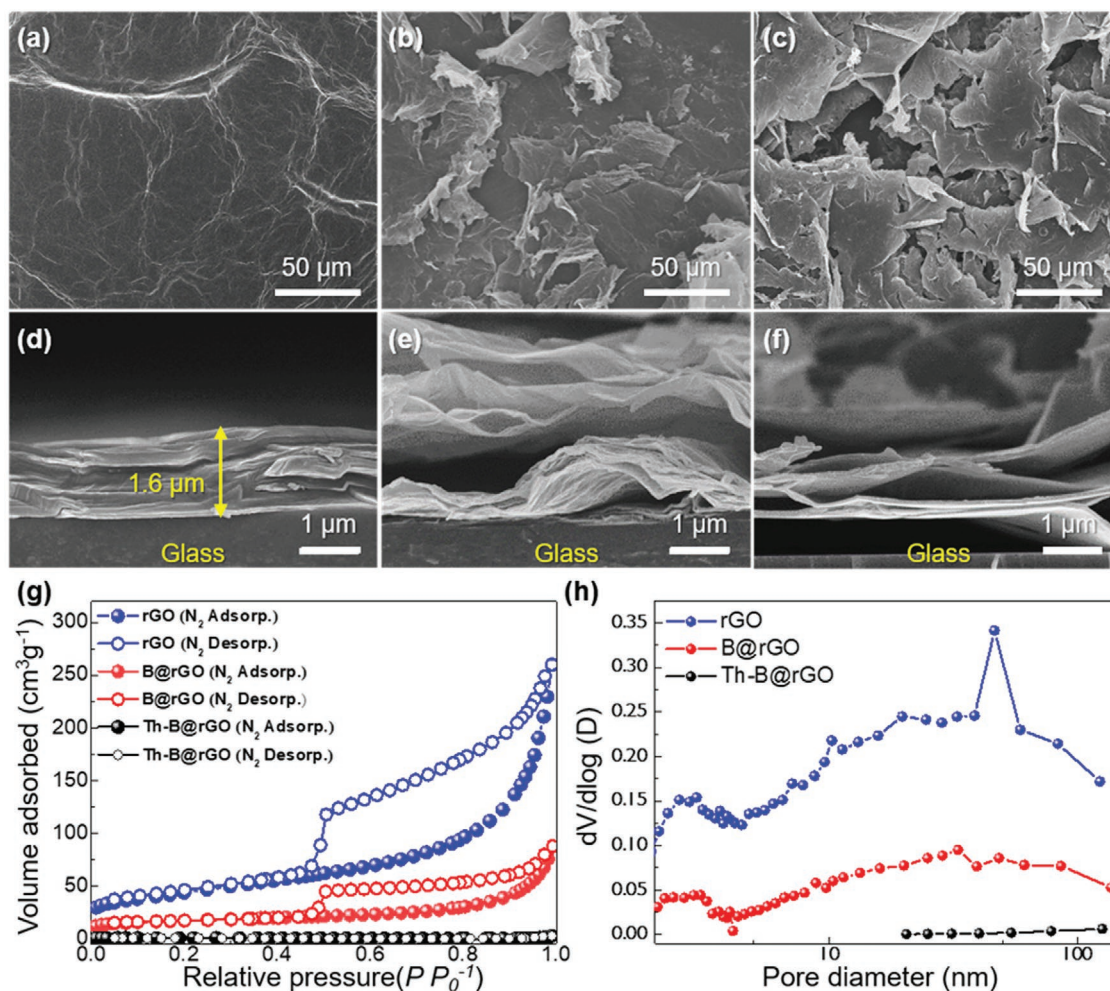 (a)
50 µm
(b)
50 µm
(c)
50 µm
(d)
1.6 µm
1 µm
Glass
(e)
1 µm
Glass
(f)
1 µm
Glass
(g)
Volume adsorbed (cm³g⁻¹)
300
250
200
150
100
50
0
rGO (N₂ Adsorp.)
rGO (N₂ Desorp.)
B@rGO (N₂ Adsorp.)
B@rGO (N₂ Desorp.)
Th-B@rGO (N₂ Adsorp.)
Th-B@rGO (N₂ Desorp.)
0.0 0.2 0.4 0.6 0.8 1.0
Relative pressure(P P₀⁻¹)
(h)
dV/dlog (D)
0.35
0.30
0.25
0.20
0.15
0.10
0.05
0.00
rGO
B@rGO
Th-B@rGO
10 100
Pore diameter (nm)